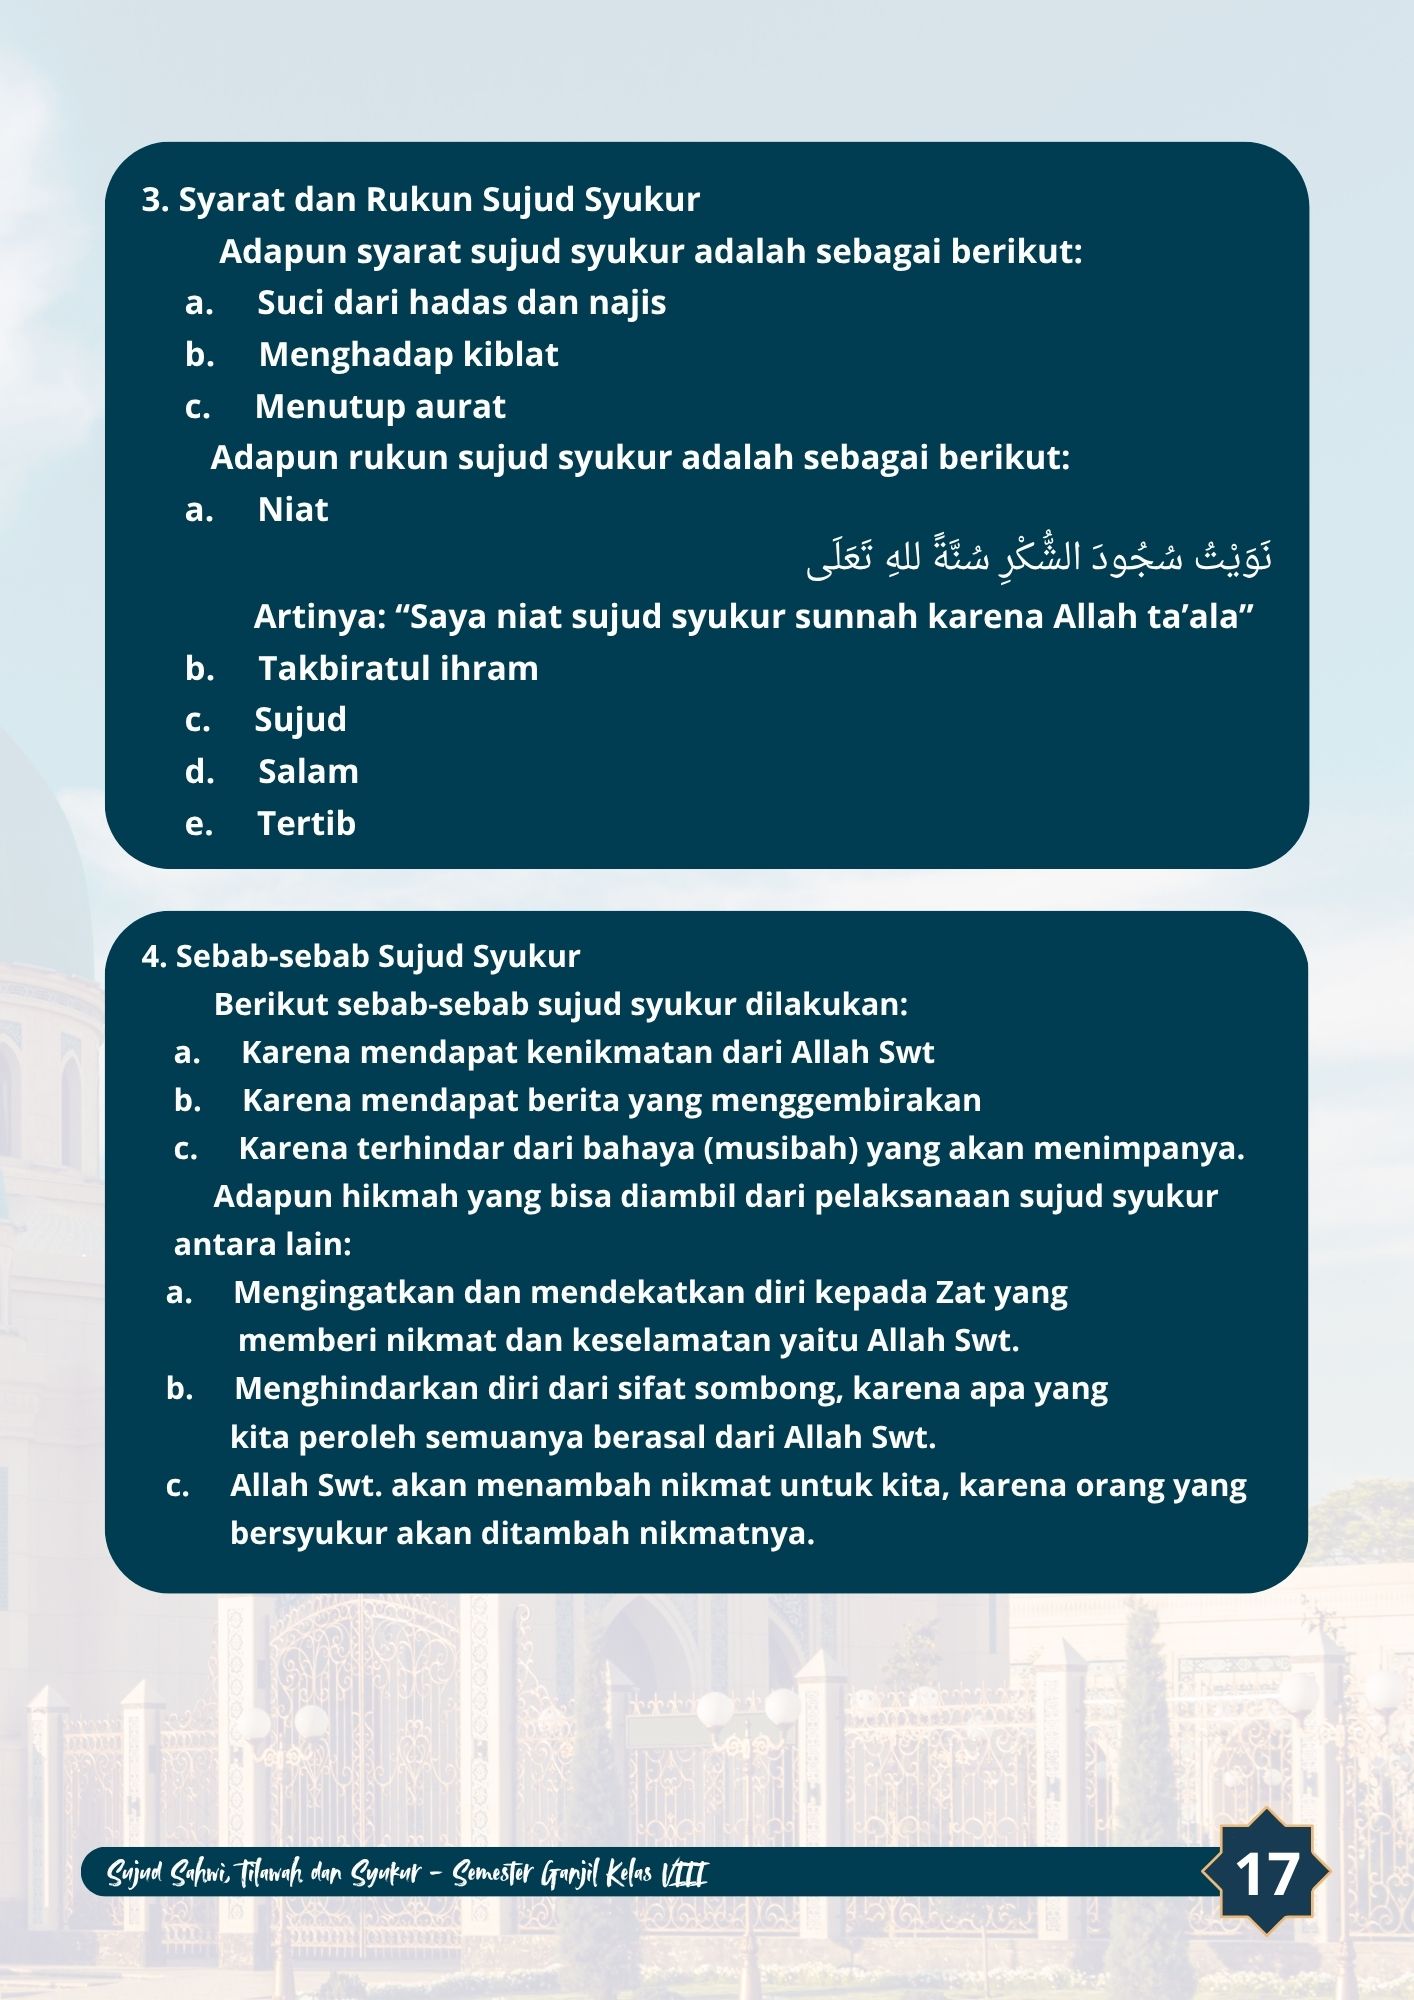 3. Syarat dan Rukun Sujud Syukur
Adapun syarat sujud syukur adalah sebagai berikut:
a. Suci dari hadas dan najis
b. Menghadap kiblat
c. Menutup aurat
Adapun rukun sujud syukur adalah sebagai berikut:
a. Niat
نَوَيْتُ سُجُودَ الشُّكْرِ سُنَّةً للهِ تَعَلَى
Artinya: “Saya niat sujud syukur sunnah karena Allah ta’ala”
b. Takbiratul ihram
c. Sujud
d. Salam
e. Tertib
4. Sebab-sebab Sujud Syukur
Berikut sebab-sebab sujud syukur dilakukan:
a. Karena mendapat kenikmatan dari Allah Swt
b. Karena mendapat berita yang menggembirakan
c. Karena terhindar dari bahaya (musibah) yang akan menimpanya.
Adapun hikmah yang bisa diambil dari pelaksanaan sujud syukur
antara lain:
a. Mengingatkan dan mendekatkan diri kepada Zat yang
memberi nikmat dan keselamatan yaitu Allah Swt.
b. Menghindarkan diri dari sifat sombong, karena apa yang
kita peroleh semuanya berasal dari Allah Swt.
c. Allah Swt. akan menambah nikmat untuk kita, karena orang yang
bersyukur akan ditambah nikmatnya.
Sujud Sahwi, Tilawah dan Syukur - Semester Ganjil Kelas VIII
17